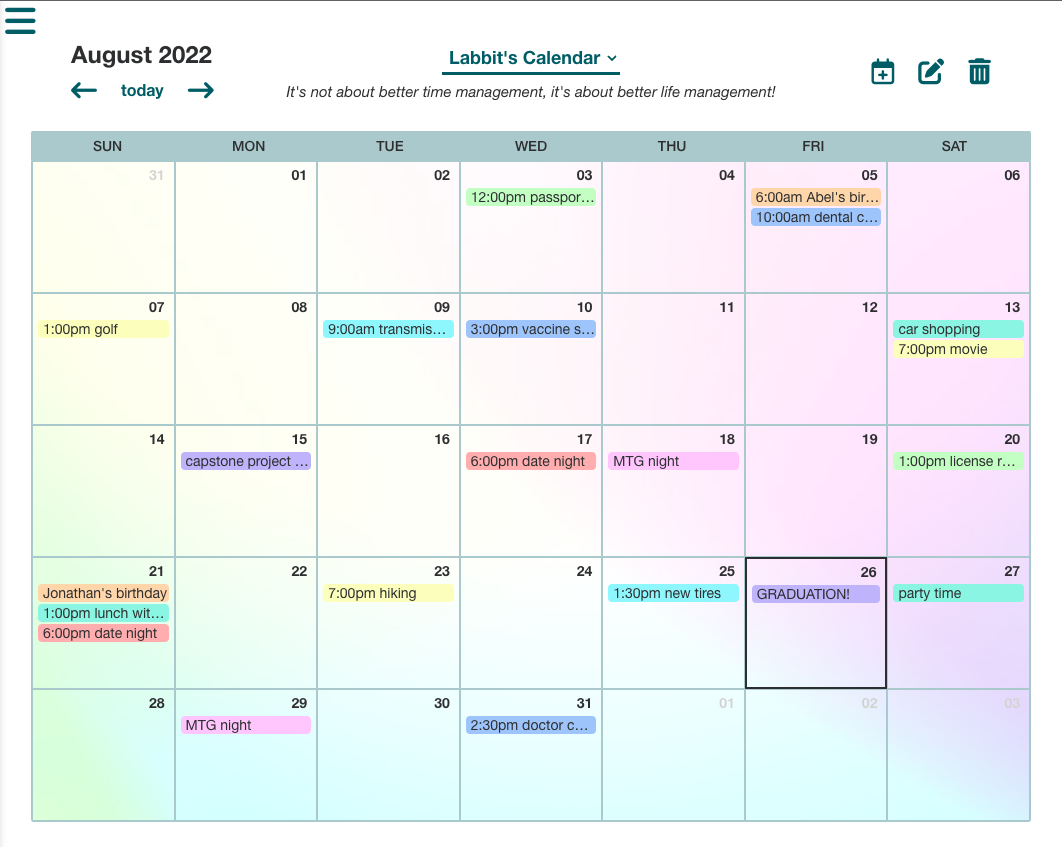 August 2022
Labbit's Calendar
today
It's not about better time management, it's about better life management!
SUN MON TUE WED THU FRI SAT
31 01 02 03 04 05 06
12:00pm passpor... 6:00am Abel's bir...
10:00am dental c...
07 08 09 10 11 12 13
1:00pm golf 9:00am transmis... 3:00pm vaccine s... car shopping
7:00pm movie
14 15 16 17 18 19 20
capstone project ... 6:00pm date night MTG night 1:00pm license r...
21 22 23 24 25 26 27
Jonathan's birthday 7:00pm hiking 1:30pm new tires GRADUATION! party time
1:00pm lunch wit...
6:00pm date night
28 29 30 31 01 02 03
MTG night 2:30pm doctor c...